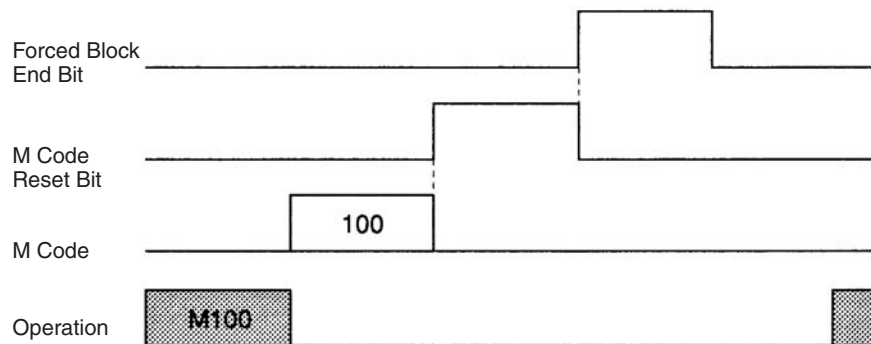 Forced Block
End Bit
M Code
Reset Bit
100
M Code
M100
Operation